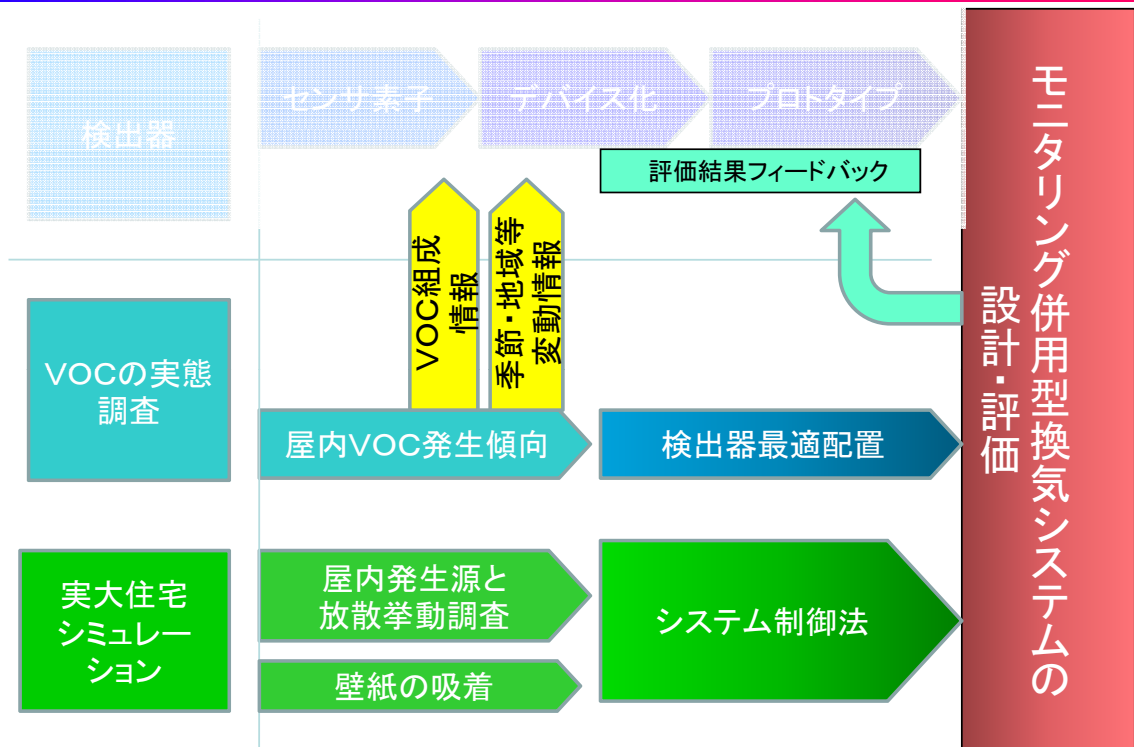 検出器
センサ素子
デバイス化
プロトタイプ
評価結果フィードバック
VOC組成
情報
季節・地域等
変動情報
VOCの実態
調査
屋内VOC発生傾向
検出器最適配置
実大住宅
シミュレー
ション
屋内発生源と
放散挙動調査
壁紙の吸着
システム制御法
モニタリング併用型換気システムの
設計・評価